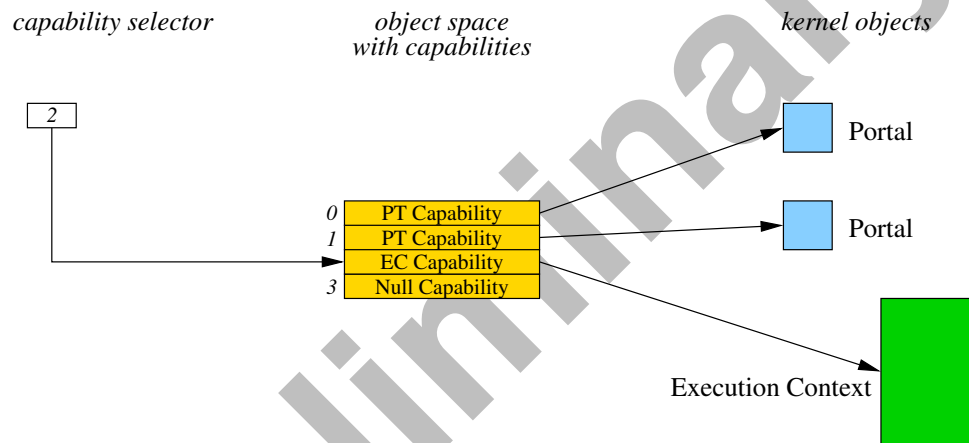 capability selector
object space
with capabilities
kernel objects
2
Portal
0 PT Capability
1 PT Capability
EC Capability
3 Null Capability
Portal
Execution Context